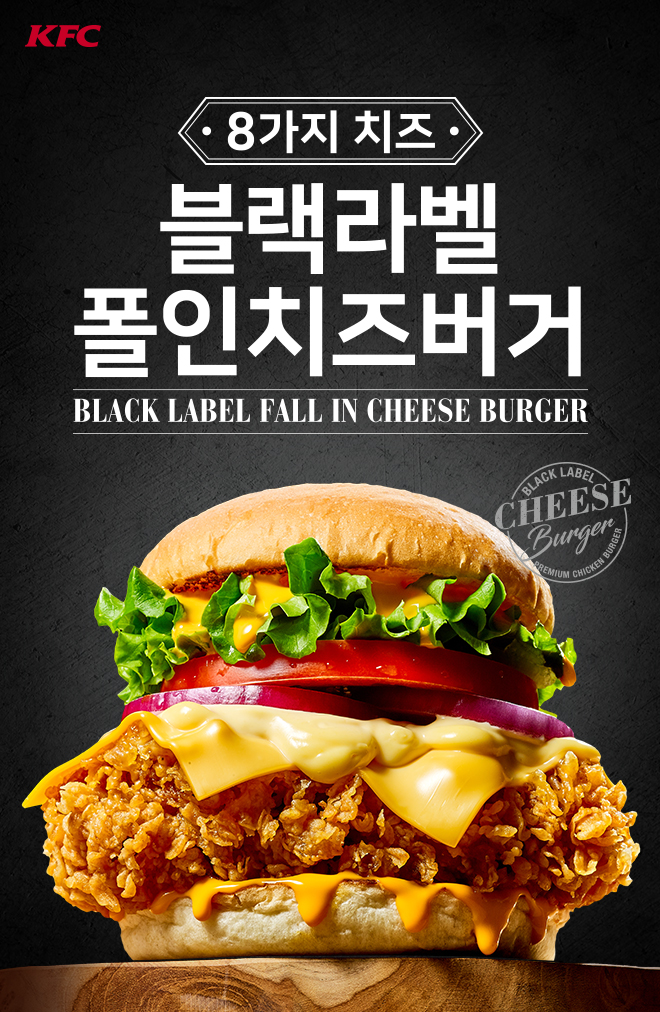 KFC
· 8가지 치즈 ·
블랙라벨
폴인치즈버거
BLACK LABEL FALL IN CHEESE BURGER
BLACK LABEL
CHEESE
Burger
PREMIUM CHICKEN BURGER